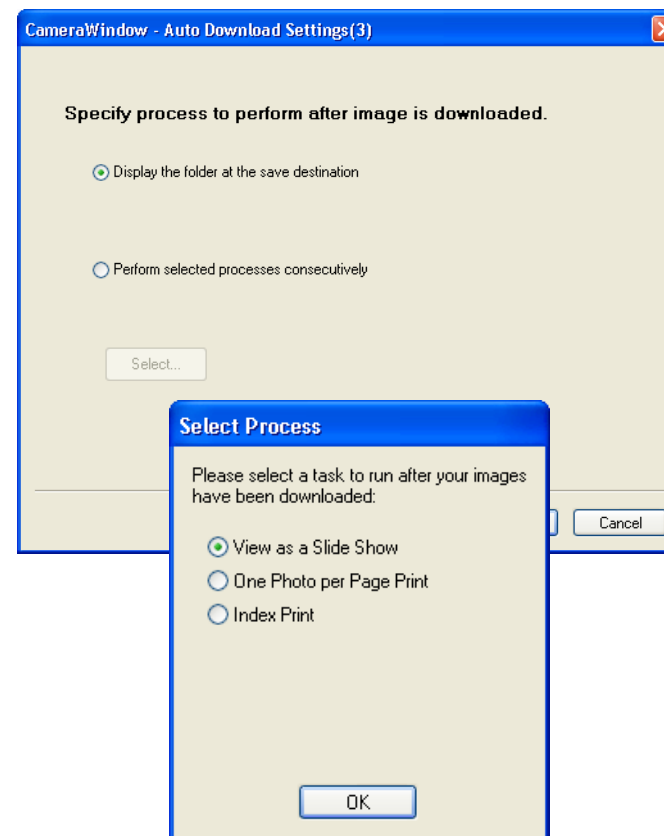 CameraWindow - Auto Download Settings(3)
Specify process to perform after image is downloaded.
Display the folder at the save destination
Perform selected processes consecutively
Select...
Cancel
Select Process
Please select a task to run after your images
have been downloaded:
View as a Slide Show
One Photo per Page Print
Index Print
OK